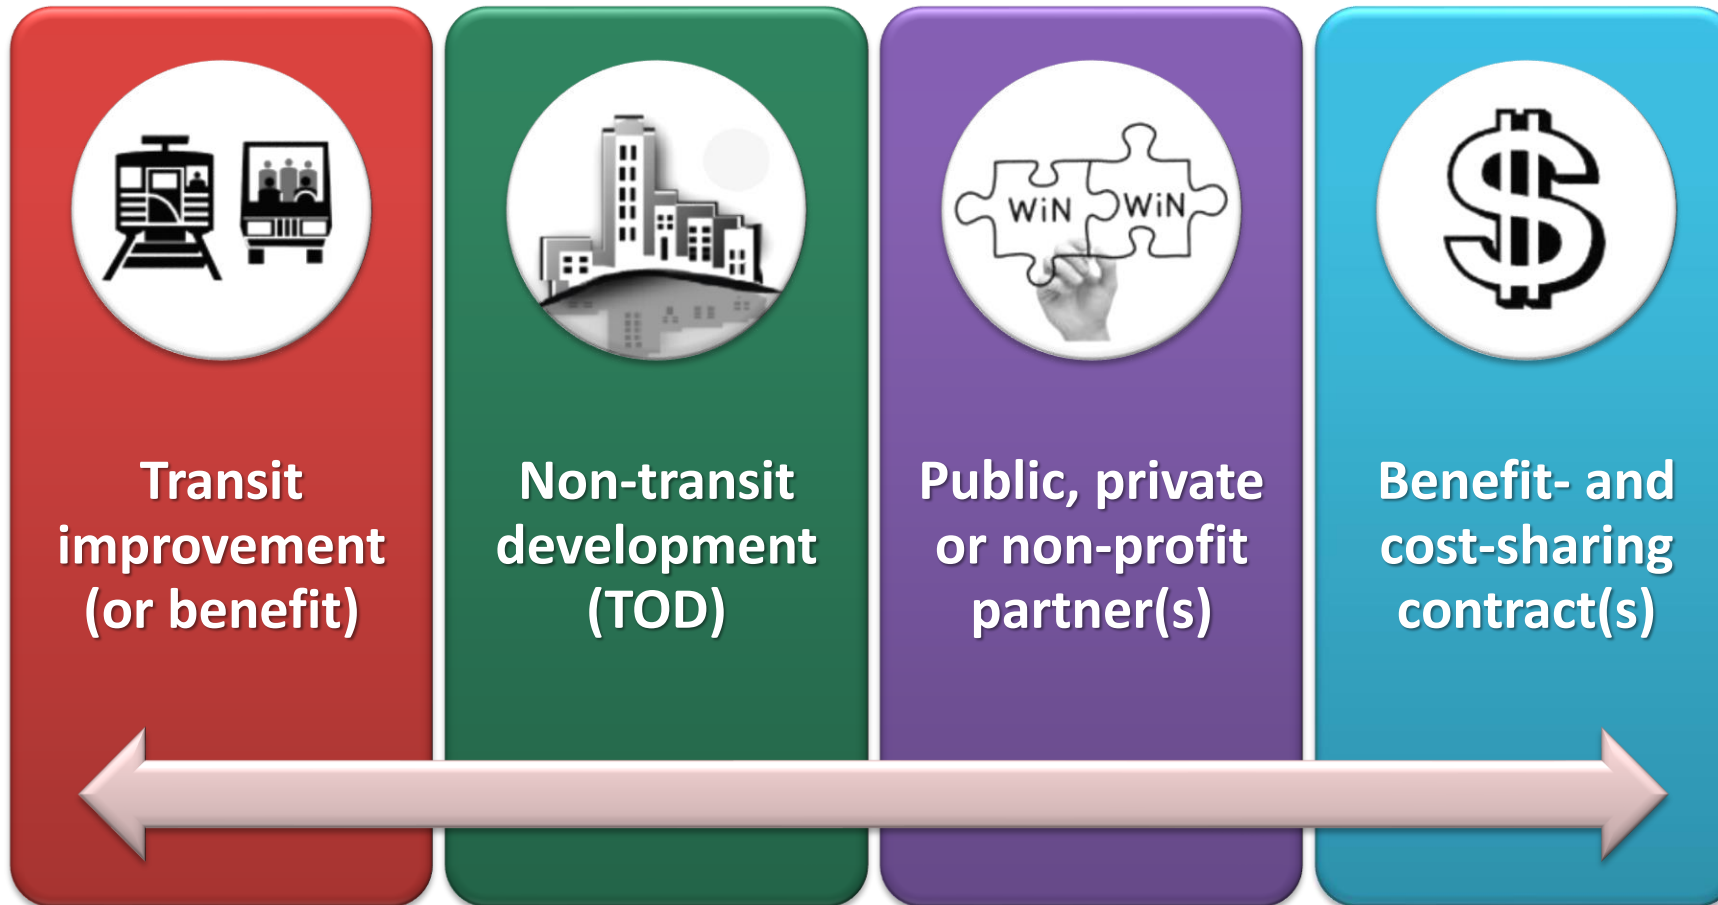 WiN
WiN
Transit
improvement
(or benefit)
Non-transit
development
(TOD)
Public, private
or non-profit
partner(s)
Benefit- and
cost-sharing
contract(s)